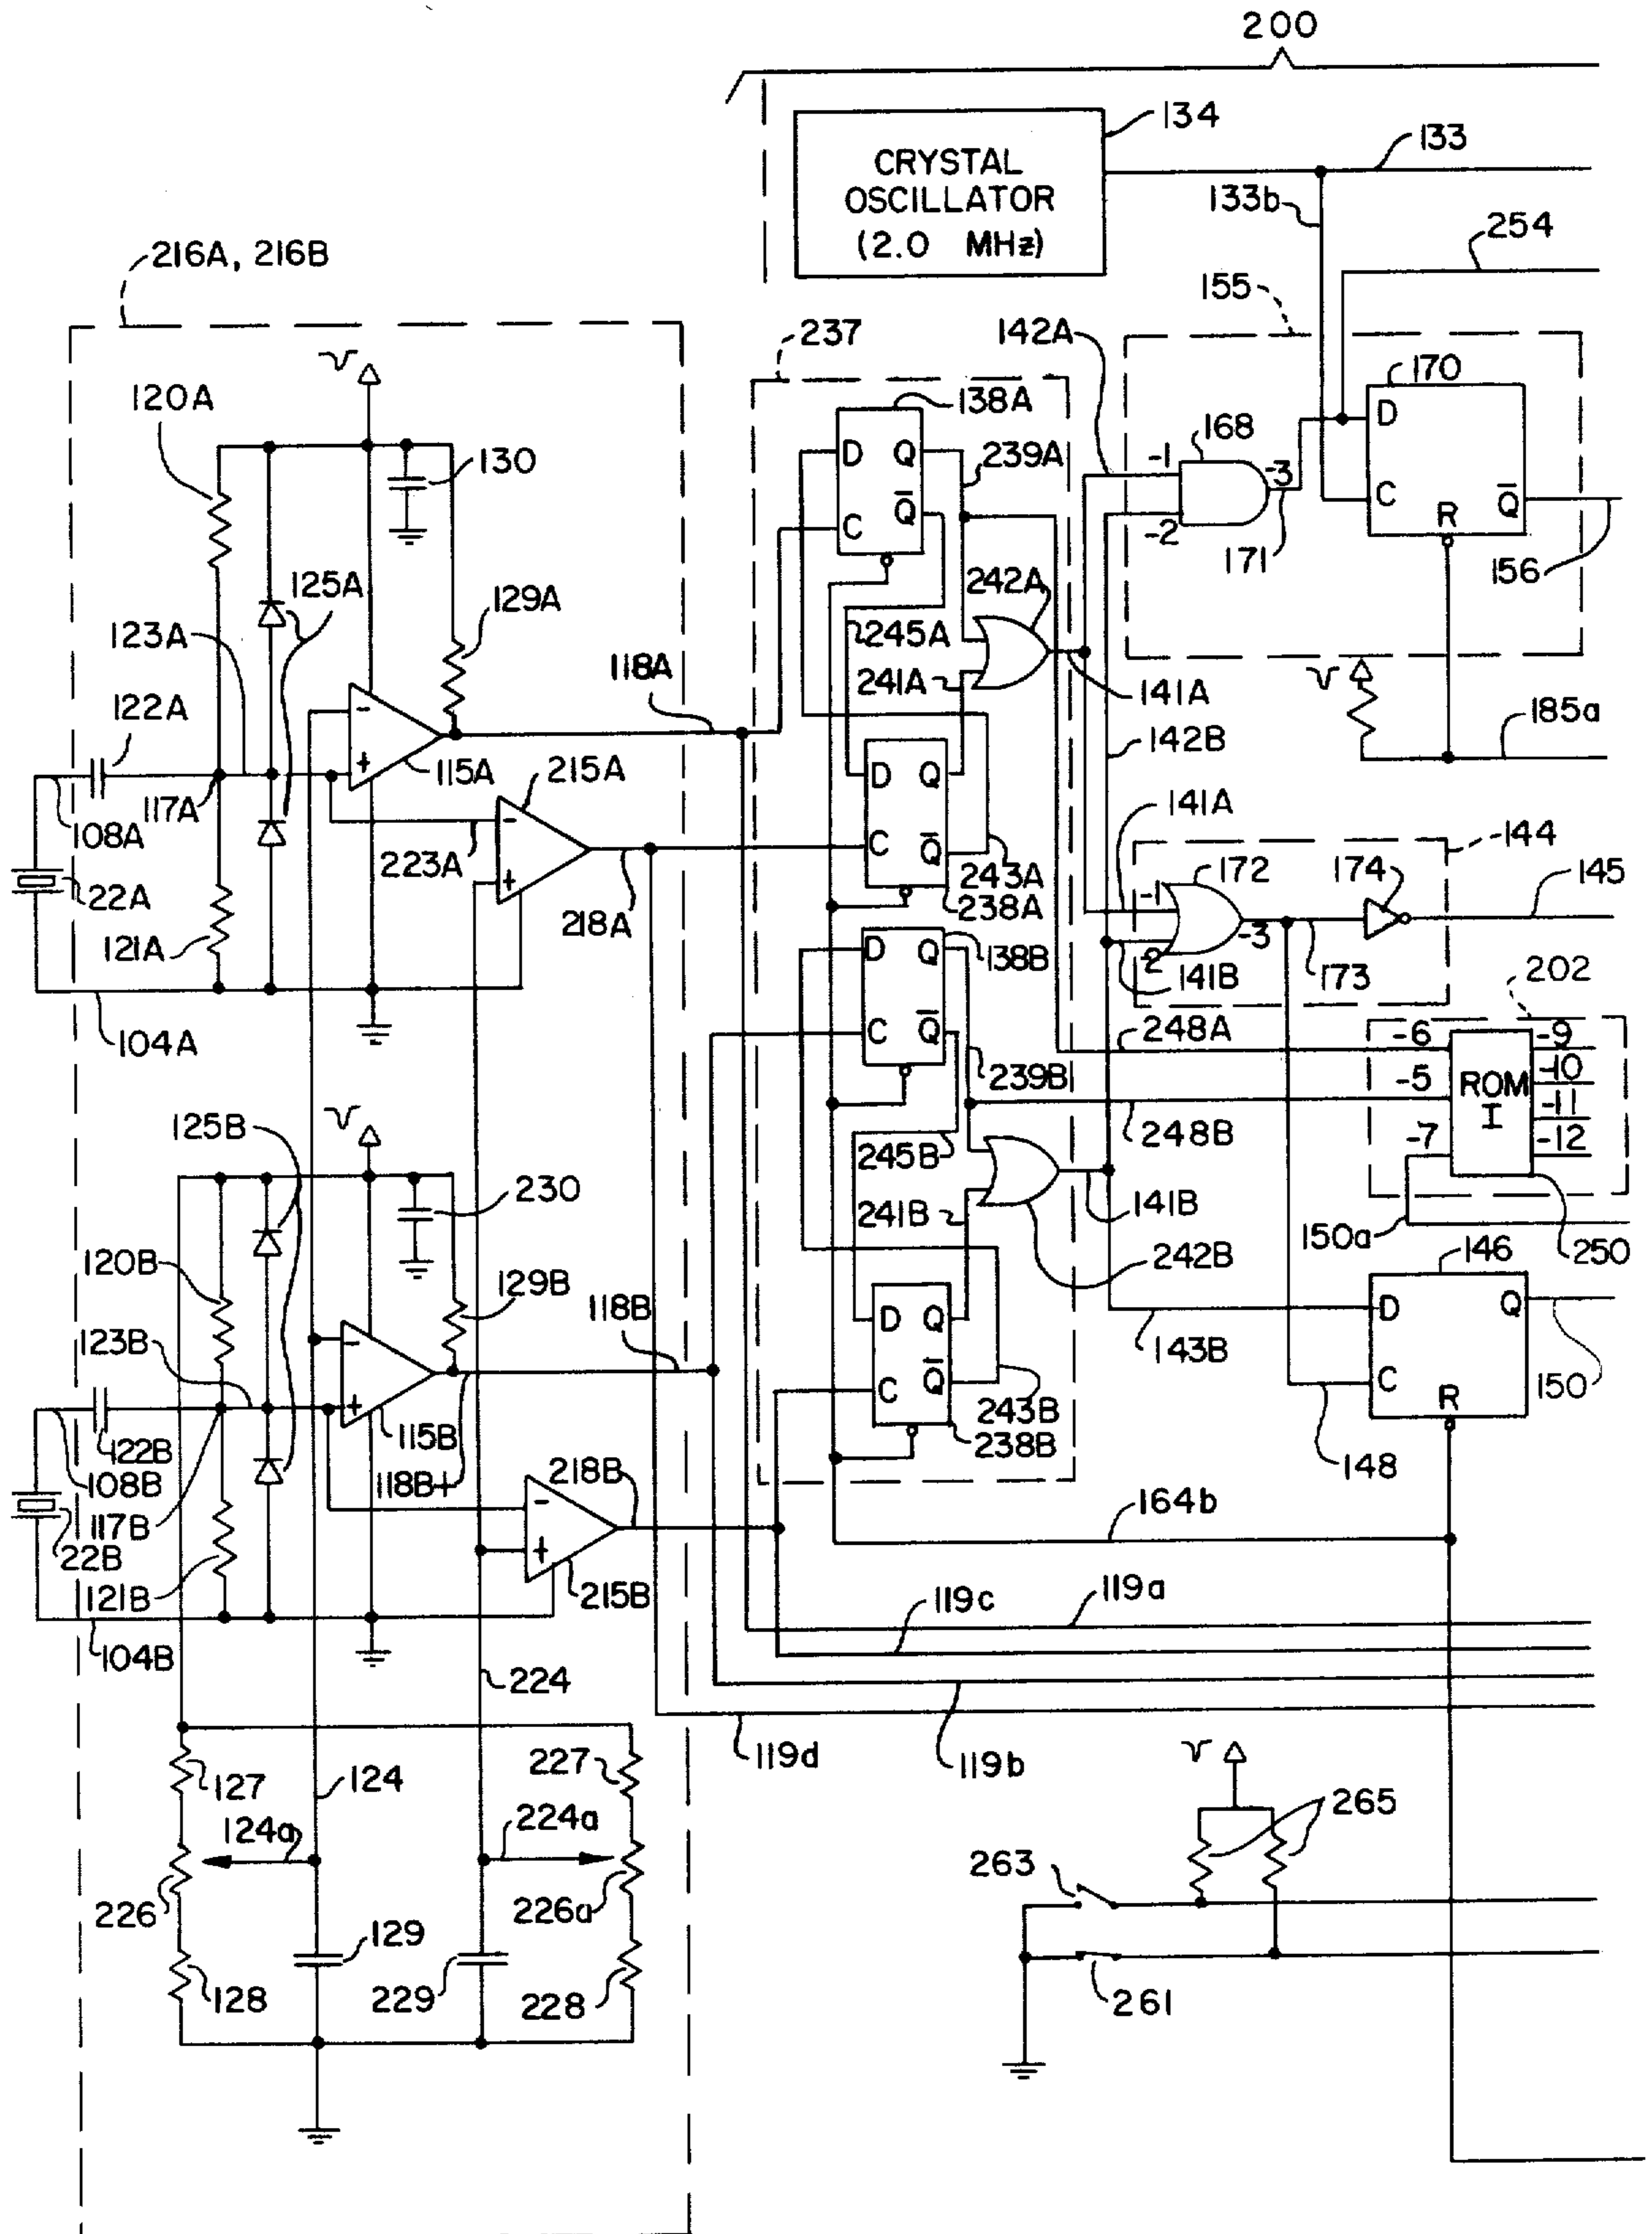 200
134
CRYSTAL
OSCILLATOR
(2.0 MHz)
133
133b
254
216A, 216B
155
237
142A
V
120A
130
138A
D Q
Q̅
C
239A
168
-1
-2
-3
171
170
D
C
R Q̅
156
125A
129A
123A
118A
122A
- +
115A
117A
108A
22A
121A
104A
223A
215A
- +
218A
242A
245A
241A
141A
142B
V
185a
D Q
C Q̅
243A
238A
141A
144
-1
172
-3
174
145
-2
141B
173
202
D Q
C Q̅
138B
239B
248A
-6
-5
-7
ROM
I
-9
-10
-11
-12
248B
245B
241B
141B
242B
150a
250
V
125B
230
120B
129B
118B
123B
- +
115B
122B
108B
117B
22B
121B
104B
118B+
218B
- +
215B
D Q
C Q̅
243B
238B
143B
146
D Q
C
R
150
148
164b
119c
119a
224
119d
119b
127
124
227
124a
224a
226
226a
129
229
128
228
V
265
263
261